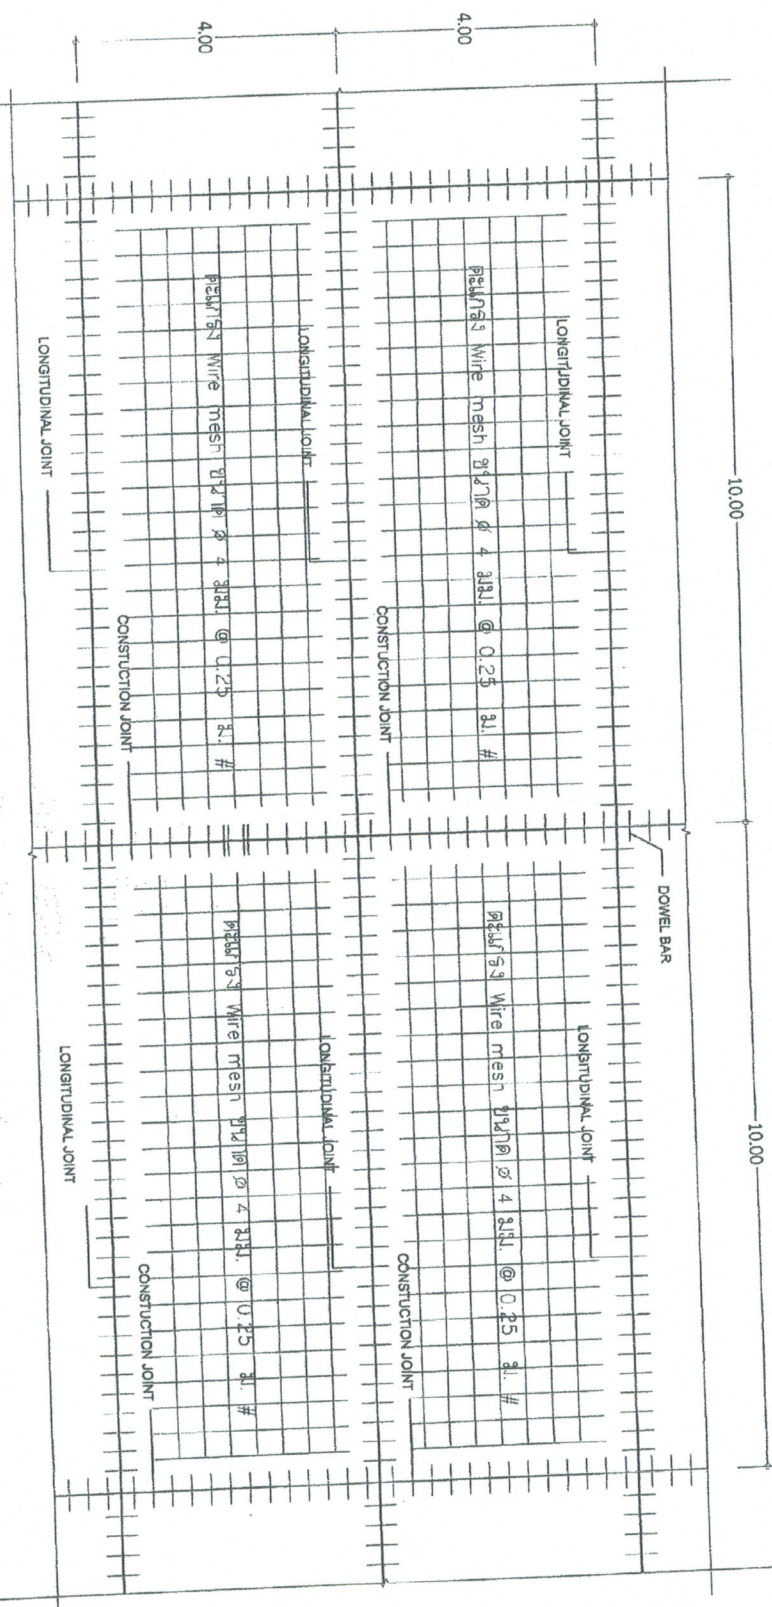 10.00
10.00
DOWEL BAR
4.00
4.00
LONGITUDINAL JOINT
ตะแกรง Wire mesh ขนาด Ø 4 มม. @ 0.25 ม. #
CONSTUCTION JOINT
LONGITUDINAL JOINT
ตะแกรง Wire mesh ขนาด Ø 4 มม. @ 0.25 ม. #
CONSTUCTION JOINT
LONGITUDINAL JOINT
ตะแกรง Wire mesh ขนาด Ø 4 มม. @ 0.25 ม. #
CONSTUCTION JOINT
LONGITUDINAL JOINT
ตะแกรง Wire mesh ขนาด Ø 4 มม. @ 0.25 ม. #
CONSTUCTION JOINT
LONGITUDINAL JOINT
LONGITUDINAL JOINT